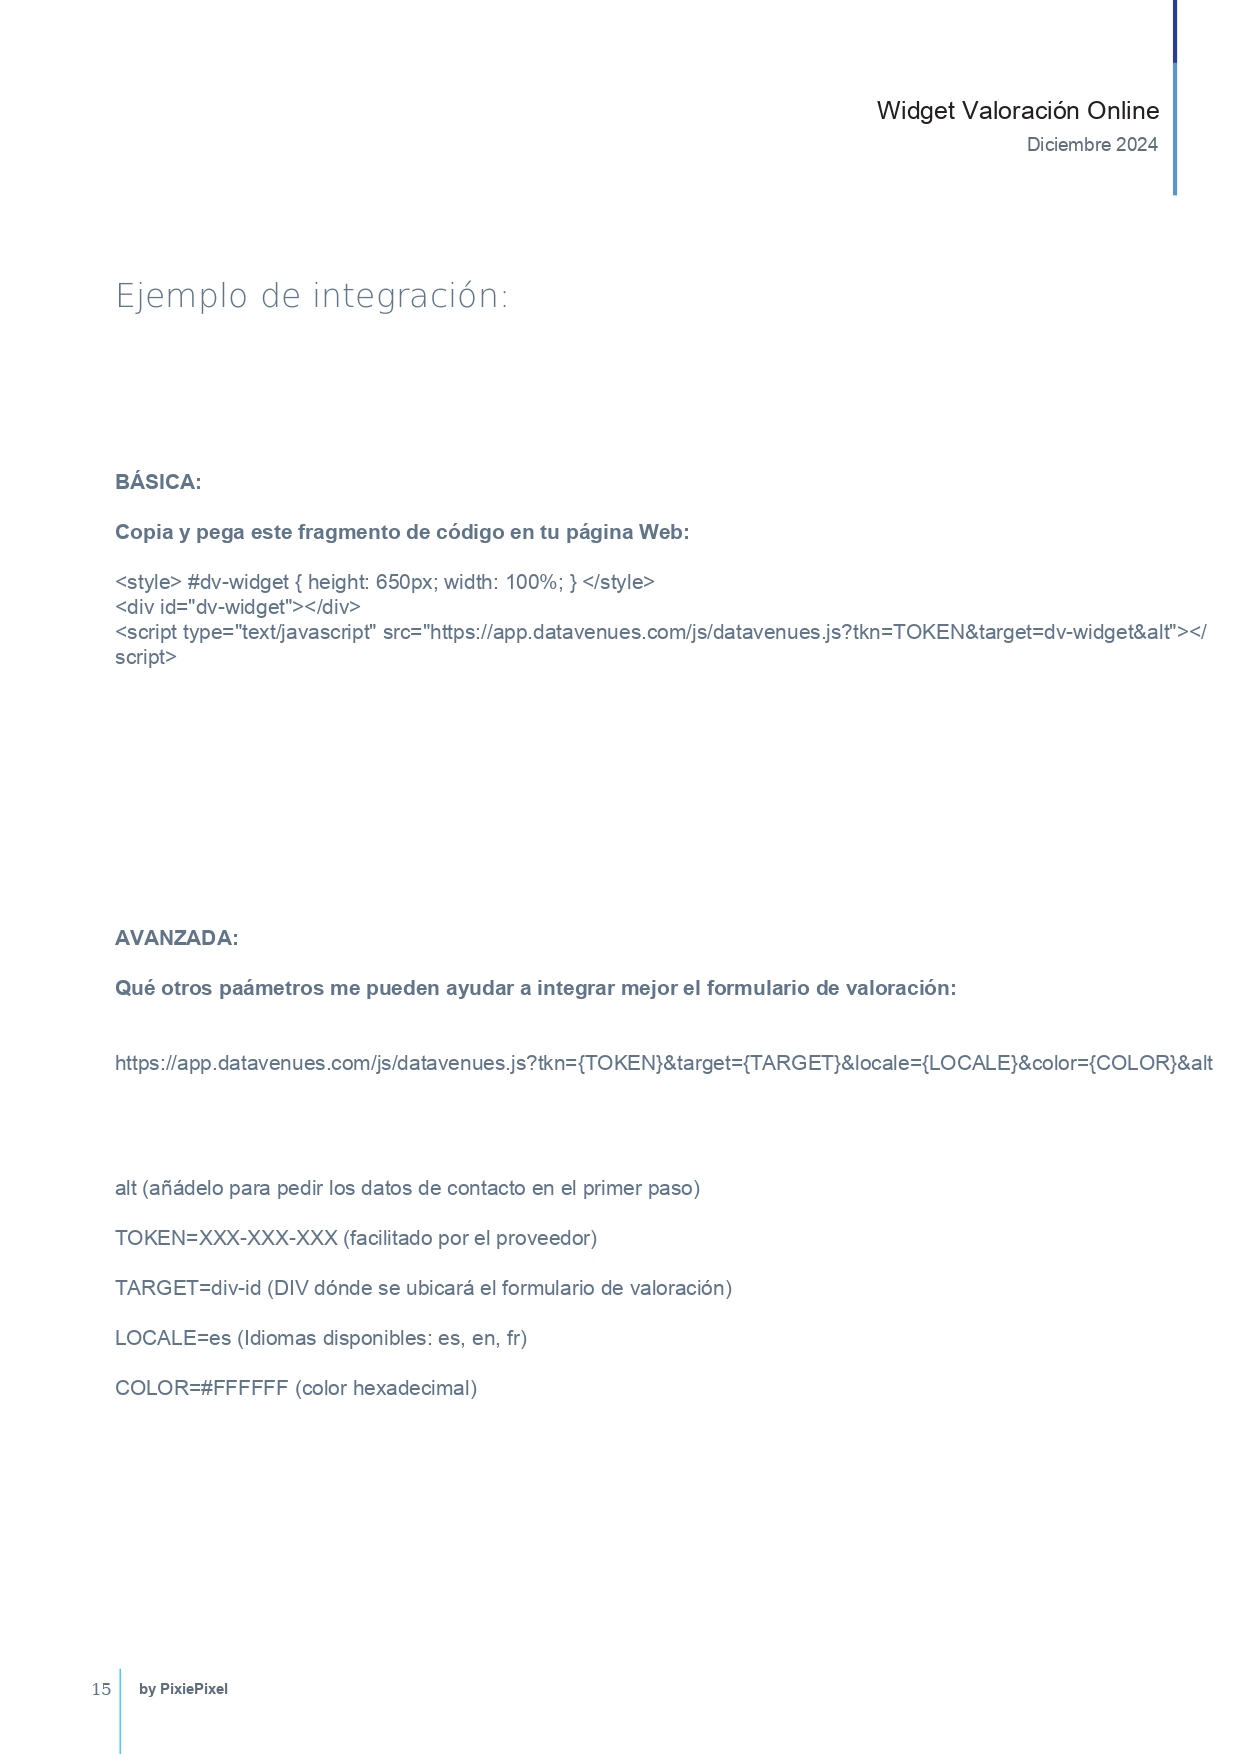 Widget Valoración Online
Diciembre 2024
Ejemplo de integración:
BÁSICA:
Copia y pega este fragmento de código en tu página Web:
<style> #dv-widget { height: 650px; width: 100%; } </style>
<div id="dv-widget"></div>
<script type="text/javascript" src="https://app.datavenues.com/js/datavenues.js?tkn=TOKEN&target=dv-widget&alt"></
script>
AVANZADA:
Qué otros paámetros me pueden ayudar a integrar mejor el formulario de valoración:
https://app.datavenues.com/js/datavenues.js?tkn={TOKEN}&target={TARGET}&locale={LOCALE}&color={COLOR}&alt
alt (añádelo para pedir los datos de contacto en el primer paso)
TOKEN=XXX-XXX-XXX (facilitado por el proveedor)
TARGET=div-id (DIV dónde se ubicará el formulario de valoración)
LOCALE=es (Idiomas disponibles: es, en, fr)
COLOR=#FFFFFF (color hexadecimal)
15 by PixiePixel